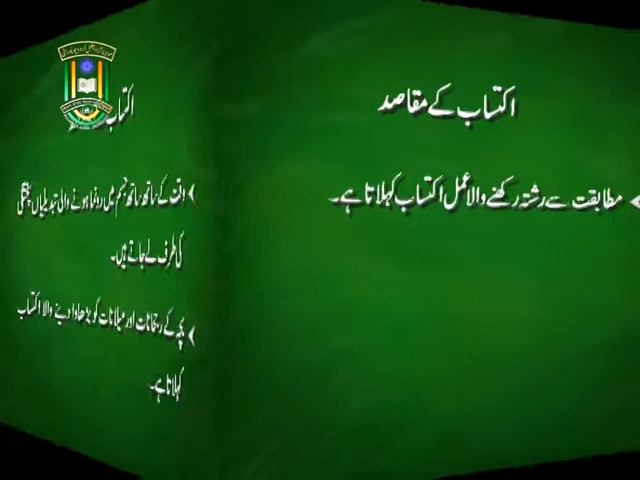 اکتساب کے مقاصد
مطابقت سے رشتہ رکھنے والا عمل اکتساب کہلاتا ہے۔
اکتساب
وقت کے ساتھ ساتھ جسم میں رونما ہونے والی تبدیلیاں پختگی
کی طرف لے جاتے ہیں۔
بچہ کے رجحانات اور میلانات کو بڑھاوا دینے والا اکتساب
کہلاتا ہے۔